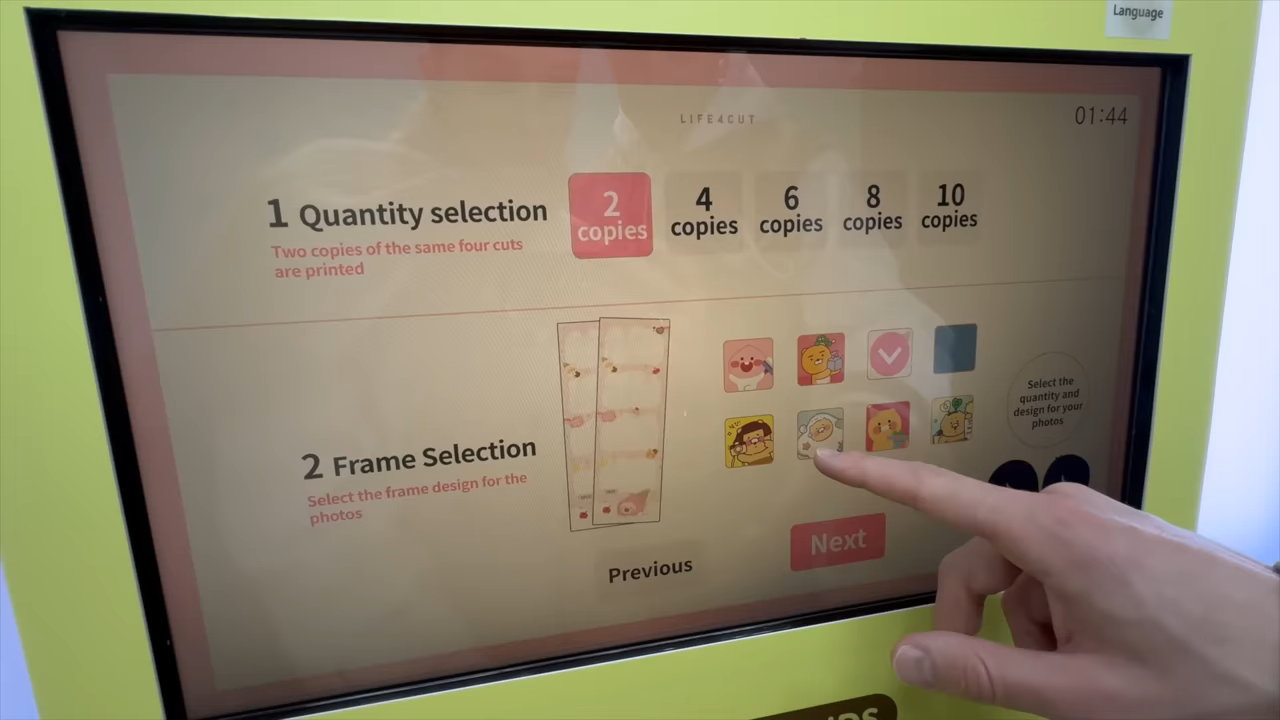 Language
LIFE4CUT
01:44
1 Quantity selection
Two copies of the same four cuts
are printed
2
copies
4
copies
6
copies
8
copies
10
copies
2 Frame Selection
Select the frame design for the
photos
Select the
quantity and
design for your
photos
Previous
Next